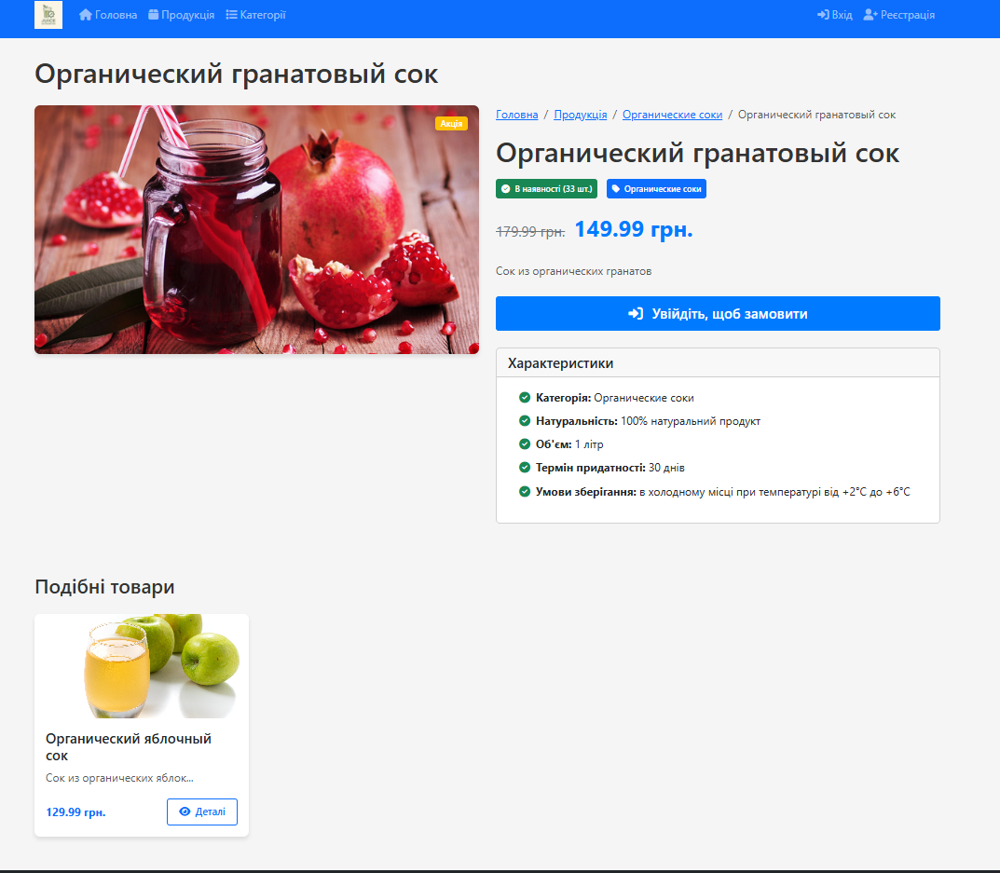 Головна Продукція Категорії Вхід Реєстрація
Органический гранатовый сок
Акція
Головна / Продукція / Органические соки / Органический гранатовый сок
Органический гранатовый сок
В наявності (33 шт.) Органические соки
179.99 грн. 149.99 грн.
Сок из органических гранатов
Увійдіть, щоб замовити
Характеристики
Категорія: Органические соки
Натуральність: 100% натуральний продукт
Об'єм: 1 літр
Термін придатності: 30 днів
Умови зберігання: в холодному місці при температурі від +2°C до +6°C
Подібні товари
Органический яблочный
сок
Сок из органических яблок...
129.99 грн. Деталі